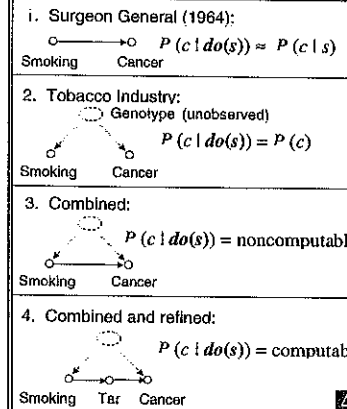 1. Surgeon General (1964):
P (c | do(s)) ≈ P (c | s)
Smoking Cancer
2. Tobacco Industry:
Genotype (unobserved)
P (c | do(s)) = P (c)
Smoking Cancer
3. Combined:
P (c | do(s)) = noncomputabl
Smoking Cancer
4. Combined and refined:
P (c | do(s)) = computab
Smoking Tar Cancer